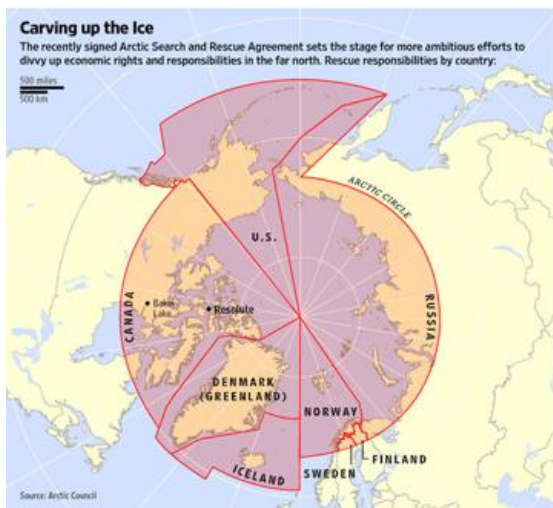 Carving up the Ice
The recently signed Arctic Search and Rescue Agreement sets the stage for more ambitious efforts to
divvy up economic rights and responsibilities in the far north. Rescue responsibilities by country:
500 miles
500 km
ARCTIC CIRCLE
U.S.
CANADA
Baker
Lake
Resolute
RUSSIA
DENMARK
(GREENLAND)
NORWAY
ICELAND
SWEDEN
FINLAND
Source: Arctic Council